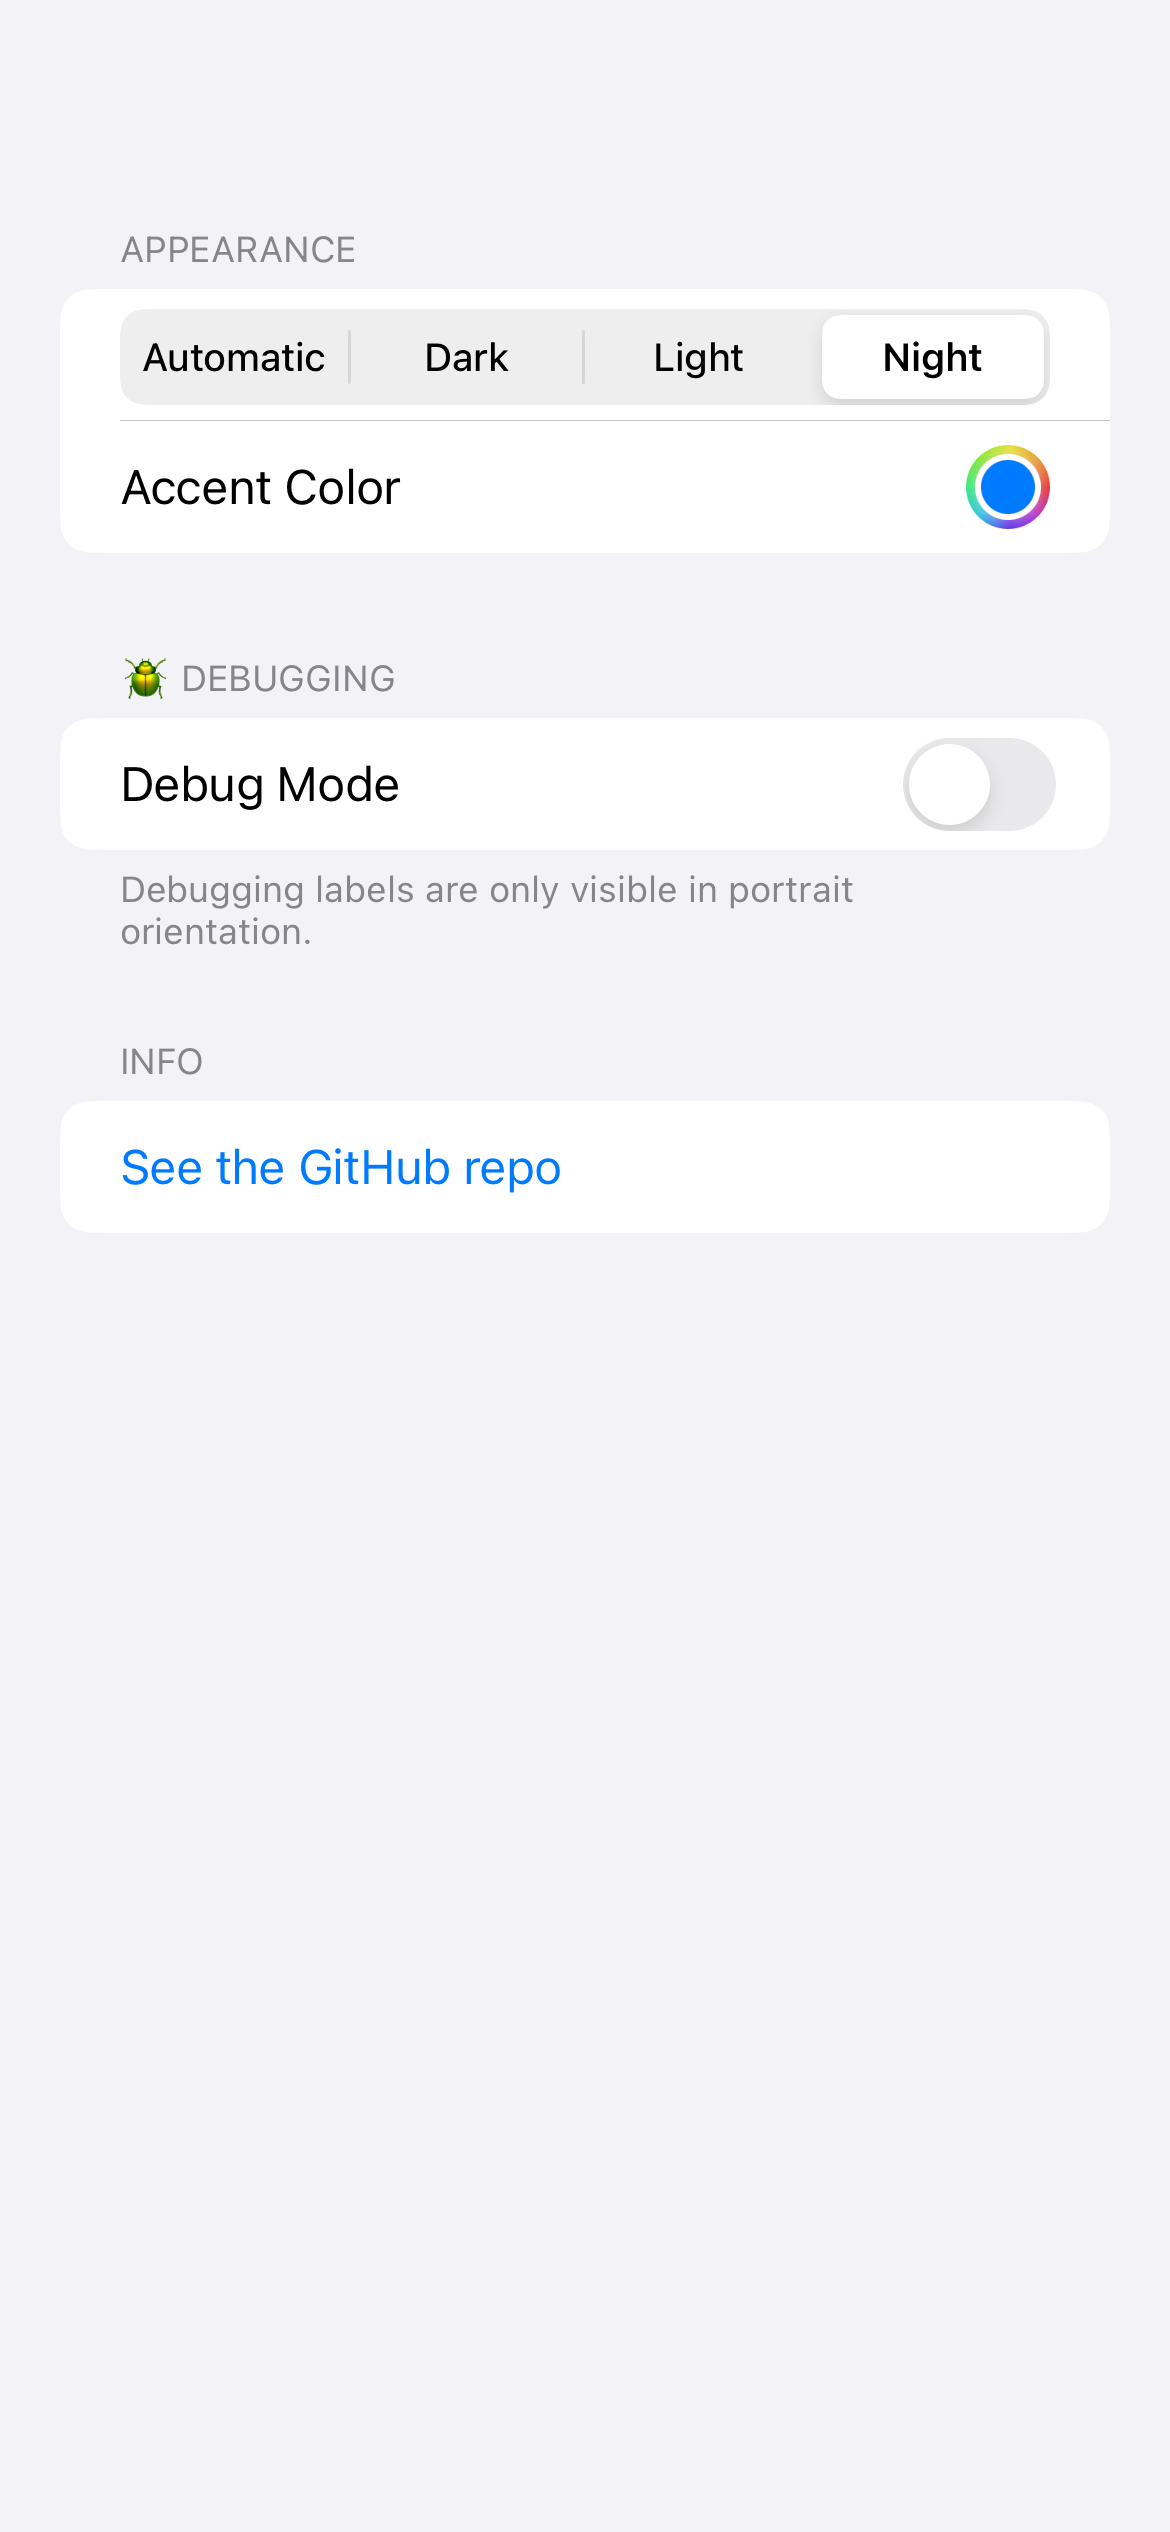 APPEARANCE
Automatic Dark Light Night
Accent Color
🪲 DEBUGGING
Debug Mode
Debugging labels are only visible in portrait
orientation.
INFO
See the GitHub repo